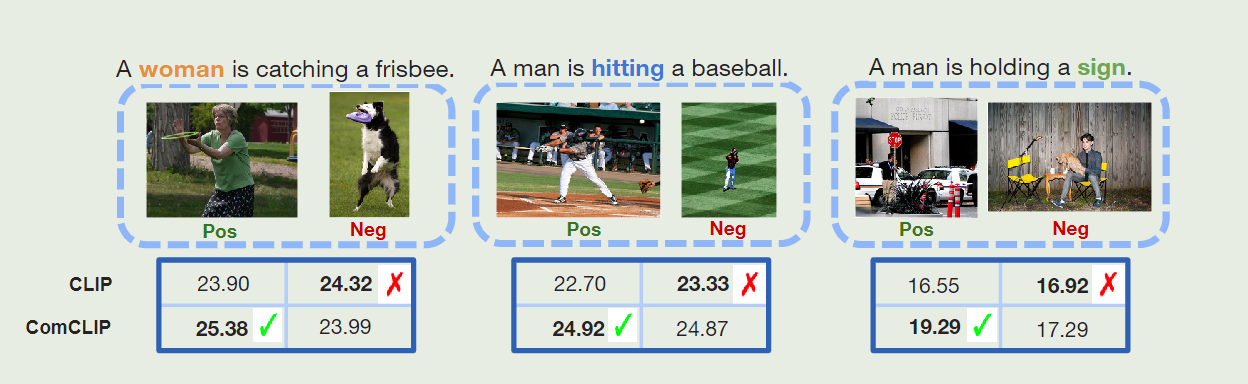 A woman is catching a frisbee.
A man is hitting a baseball.
A man is holding a sign.
STOP
Pos
Neg
Pos
Neg
Pos
Neg
CLIP
23.90
24.32 ✗
22.70
23.33 ✗
16.55
16.92 ✗
ComCLIP
25.38 ✓
23.99
24.92 ✓
24.87
19.29 ✓
17.29